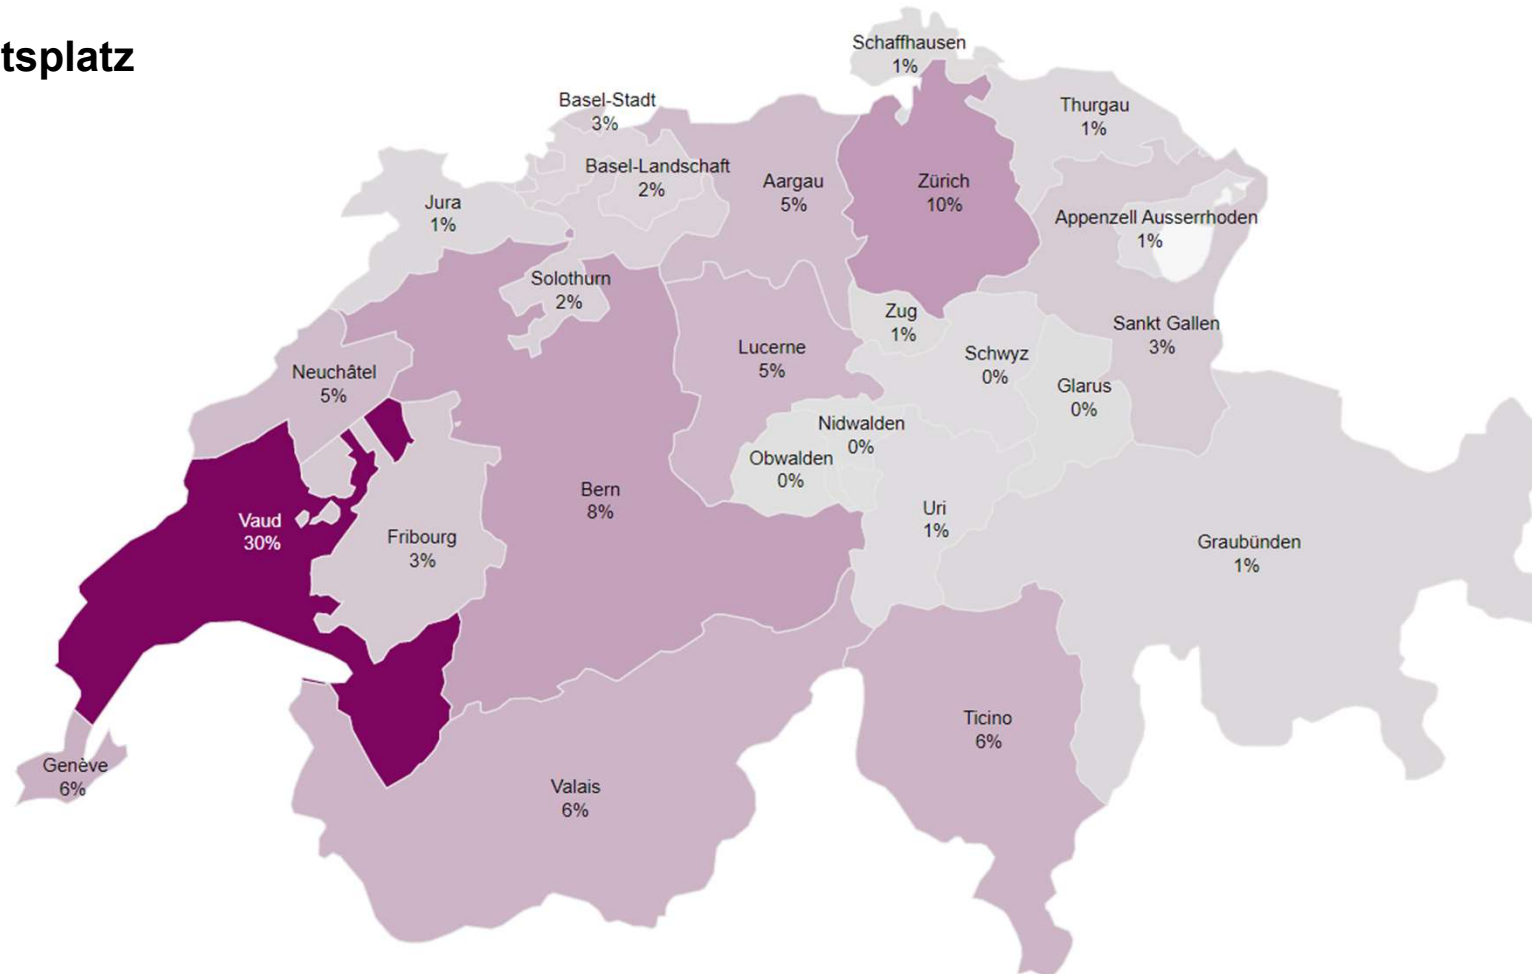 tsplatz
Schaffhausen
1%
Basel-Stadt
3%
Thurgau
1%
Basel-Landschaft
2%
Aargau
5%
Zürich
10%
Jura
1%
Appenzell Ausserrhoden
1%
Solothurn
2%
Zug
1%
Sankt Gallen
3%
Lucerne
5%
Schwyz
0%
Neuchâtel
5%
Glarus
0%
Nidwalden
0%
Obwalden
0%
Bern
8%
Uri
1%
Vaud
30%
Fribourg
3%
Graubünden
1%
Ticino
6%
Genève
6%
Valais
6%